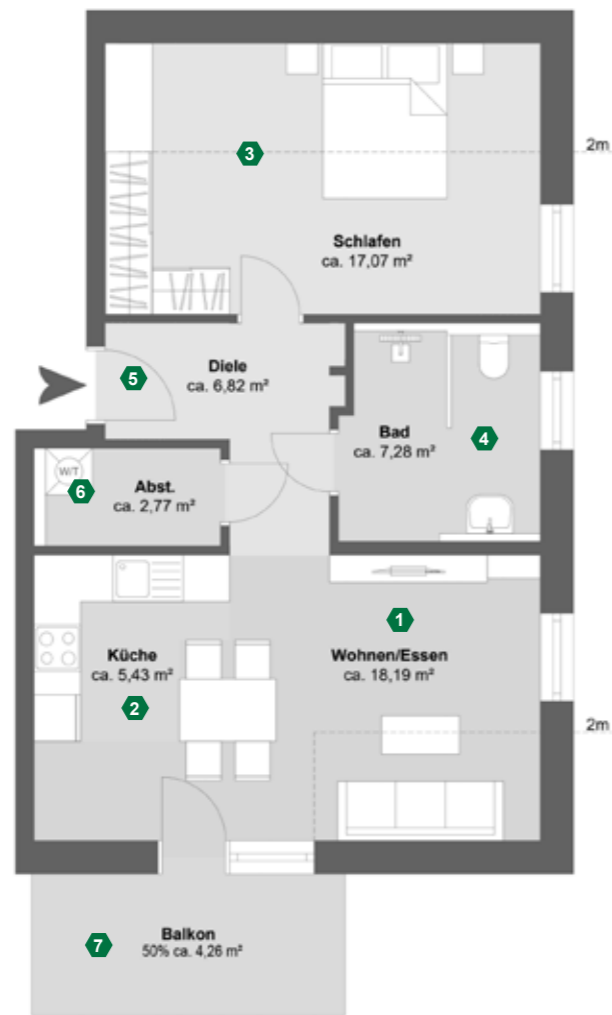 2m
3
Schlafen
ca. 17,07 m²
5
Diele
ca. 6,82 m²
Bad
ca. 7,28 m²
4
W/T
6
Abst.
ca. 2,77 m²
1
Küche
ca. 5,43 m²
Wohnen/Essen
ca. 18,19 m²
2
2m
7
Balkon
50% ca. 4,26 m²